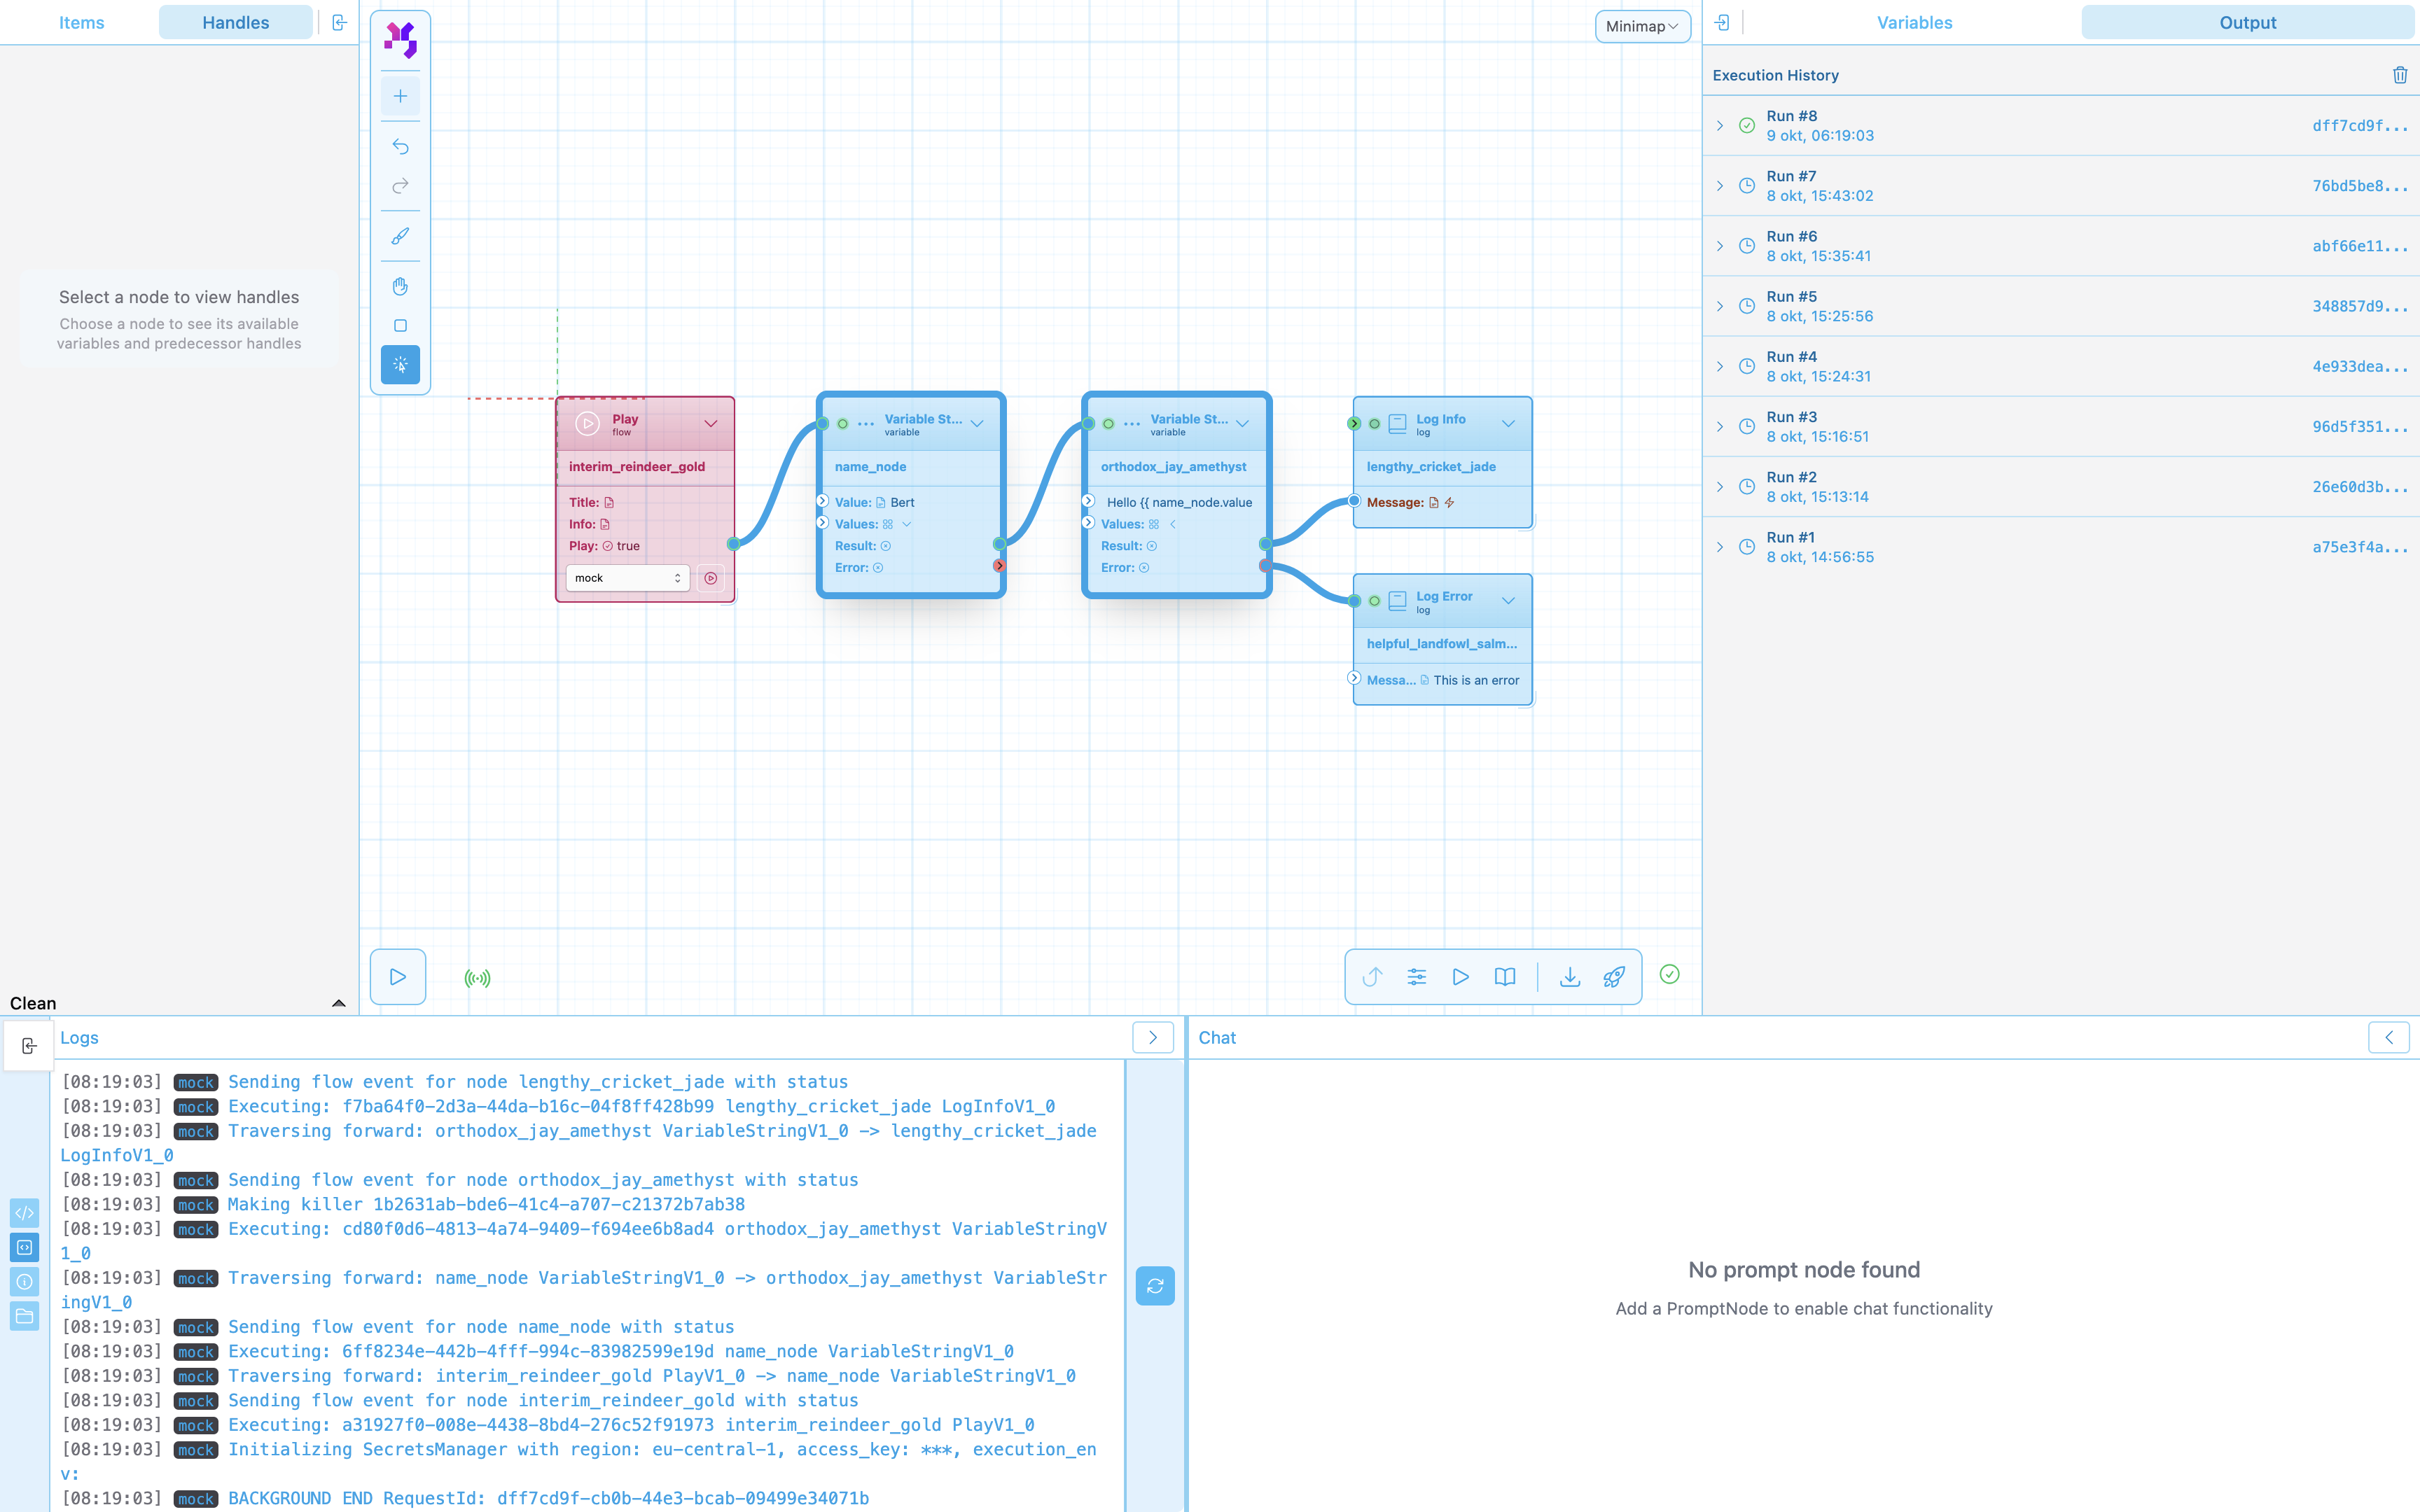 Items
Handles
Select a node to view handles
Choose a node to see its available
variables and predecessor handles
Clean
Minimap
Play
flow
interim_reindeer_gold
Title:
Info:
Play: true
mock
Variable St...
variable
name_node
Value: Bert
Values:
Result:
Error:
Variable St...
variable
orthodox_jay_amethyst
Hello {{ name_node.value
Values:
Result:
Error:
Log Info
log
lengthy_cricket_jade
Message:
Log Error
log
helpful_landfowl_salm...
Messa... This is an error
Variables
Output
Execution History
Run #8
9 okt, 06:19:03
dff7cd9f...
Run #7
8 okt, 15:43:02
76bd5be8...
Run #6
8 okt, 15:35:41
abf66e11...
Run #5
8 okt, 15:25:56
348857d9...
Run #4
8 okt, 15:24:31
4e933dea...
Run #3
8 okt, 15:16:51
96d5f351...
Run #2
8 okt, 15:13:14
26e60d3b...
Run #1
8 okt, 14:56:55
a75e3f4a...
Logs
[08:19:03] mock Sending flow event for node lengthy_cricket_jade with status
[08:19:03] mock Executing: f7ba64f0-2d3a-44da-b16c-04f8ff428b99 lengthy_cricket_jade LogInfoV1_0
[08:19:03] mock Traversing forward: orthodox_jay_amethyst VariableStringV1_0 -> lengthy_cricket_jade
LogInfoV1_0
[08:19:03] mock Sending flow event for node orthodox_jay_amethyst with status
[08:19:03] mock Making killer 1b2631ab-bde6-41c4-a707-c21372b7ab38
[08:19:03] mock Executing: cd80f0d6-4813-4a74-9409-f694ee6b8ad4 orthodox_jay_amethyst VariableStringV
1_0
[08:19:03] mock Traversing forward: name_node VariableStringV1_0 -> orthodox_jay_amethyst VariableStr
ingV1_0
[08:19:03] mock Sending flow event for node name_node with status
[08:19:03] mock Executing: 6ff8234e-442b-4fff-994c-83982599e19d name_node VariableStringV1_0
[08:19:03] mock Traversing forward: interim_reindeer_gold PlayV1_0 -> name_node VariableStringV1_0
[08:19:03] mock Sending flow event for node interim_reindeer_gold with status
[08:19:03] mock Executing: a31927f0-008e-4438-8bd4-276c52f91973 interim_reindeer_gold PlayV1_0
[08:19:03] mock Initializing SecretsManager with region: eu-central-1, access_key: ***, execution_en
v:
[08:19:03] mock BACKGROUND END RequestId: dff7cd9f-cb0b-44e3-bcab-09499e34071b
Chat
No prompt node found
Add a PromptNode to enable chat functionality